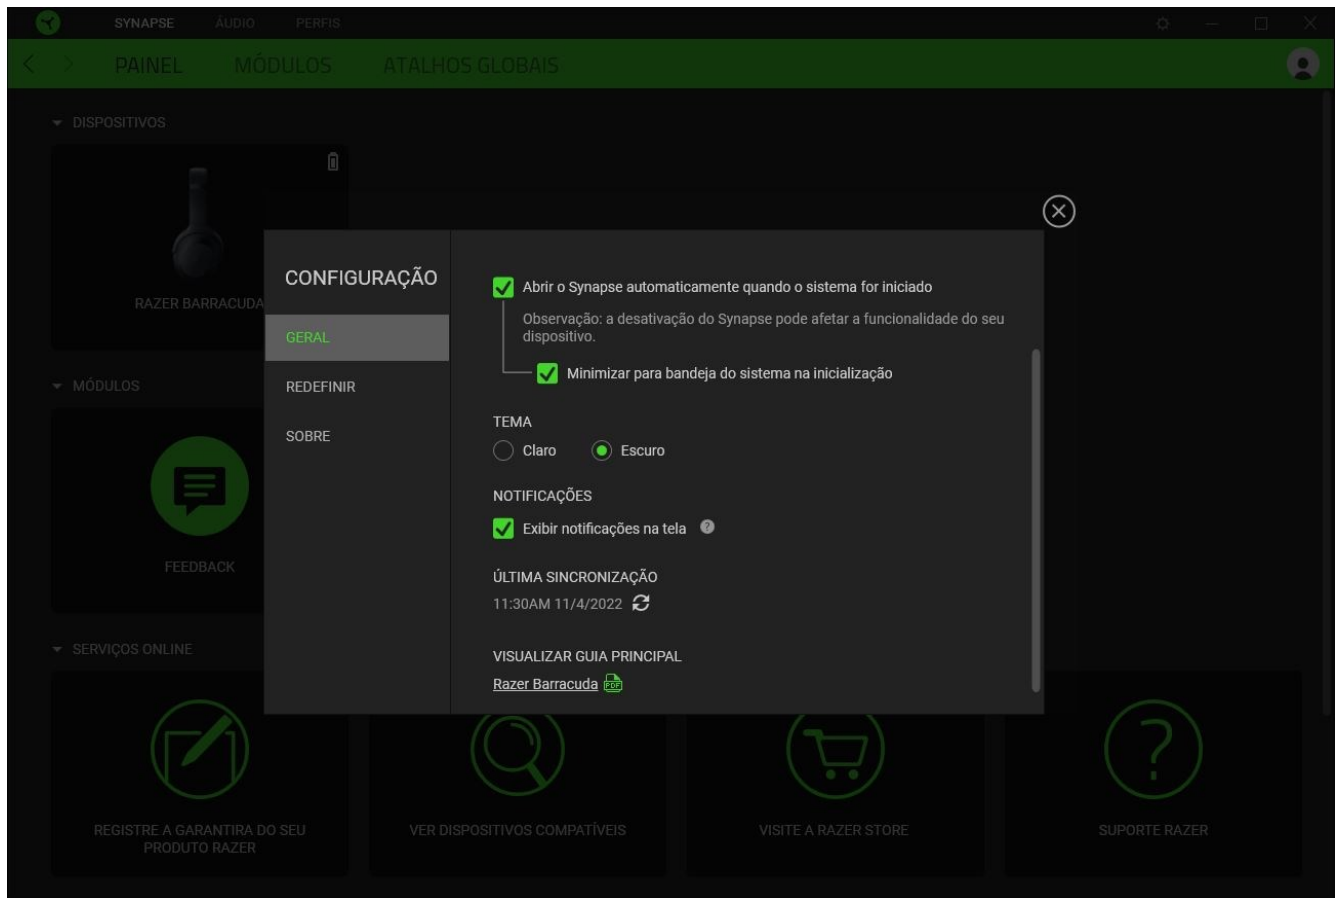 SYNAPSE ÁUDIO PERFIS
PAINEL MÓDULOS ATALHOS GLOBAIS
DISPOSITIVOS
RAZER BARRACUDA
CONFIGURAÇÃO
GERAL
REDEFINIR
SOBRE
Abrir o Synapse automaticamente quando o sistema for iniciado
Observação: a desativação do Synapse pode afetar a funcionalidade do seu
dispositivo.
Minimizar para bandeja do sistema na inicialização
TEMA
Claro Escuro
NOTIFICAÇÕES
Exibir notificações na tela ?
ÚLTIMA SINCRONIZAÇÃO
11:30AM 11/4/2022
VISUALIZAR GUIA PRINCIPAL
Razer Barracuda PDF
MÓDULOS
FEEDBACK
SERVIÇOS ONLINE
REGISTRE A GARANTIRA DO SEU
PRODUTO RAZER
VER DISPOSITIVOS COMPATÍVEIS
VISITE A RAZER STORE
SUPORTE RAZER